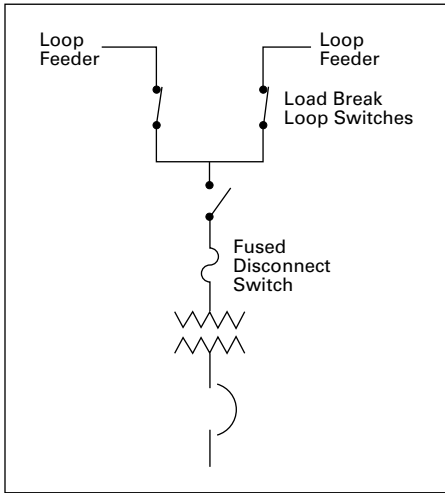 Loop
Feeder
Loop
Feeder
Load Break
Loop Switches
Fused
Disconnect
Switch